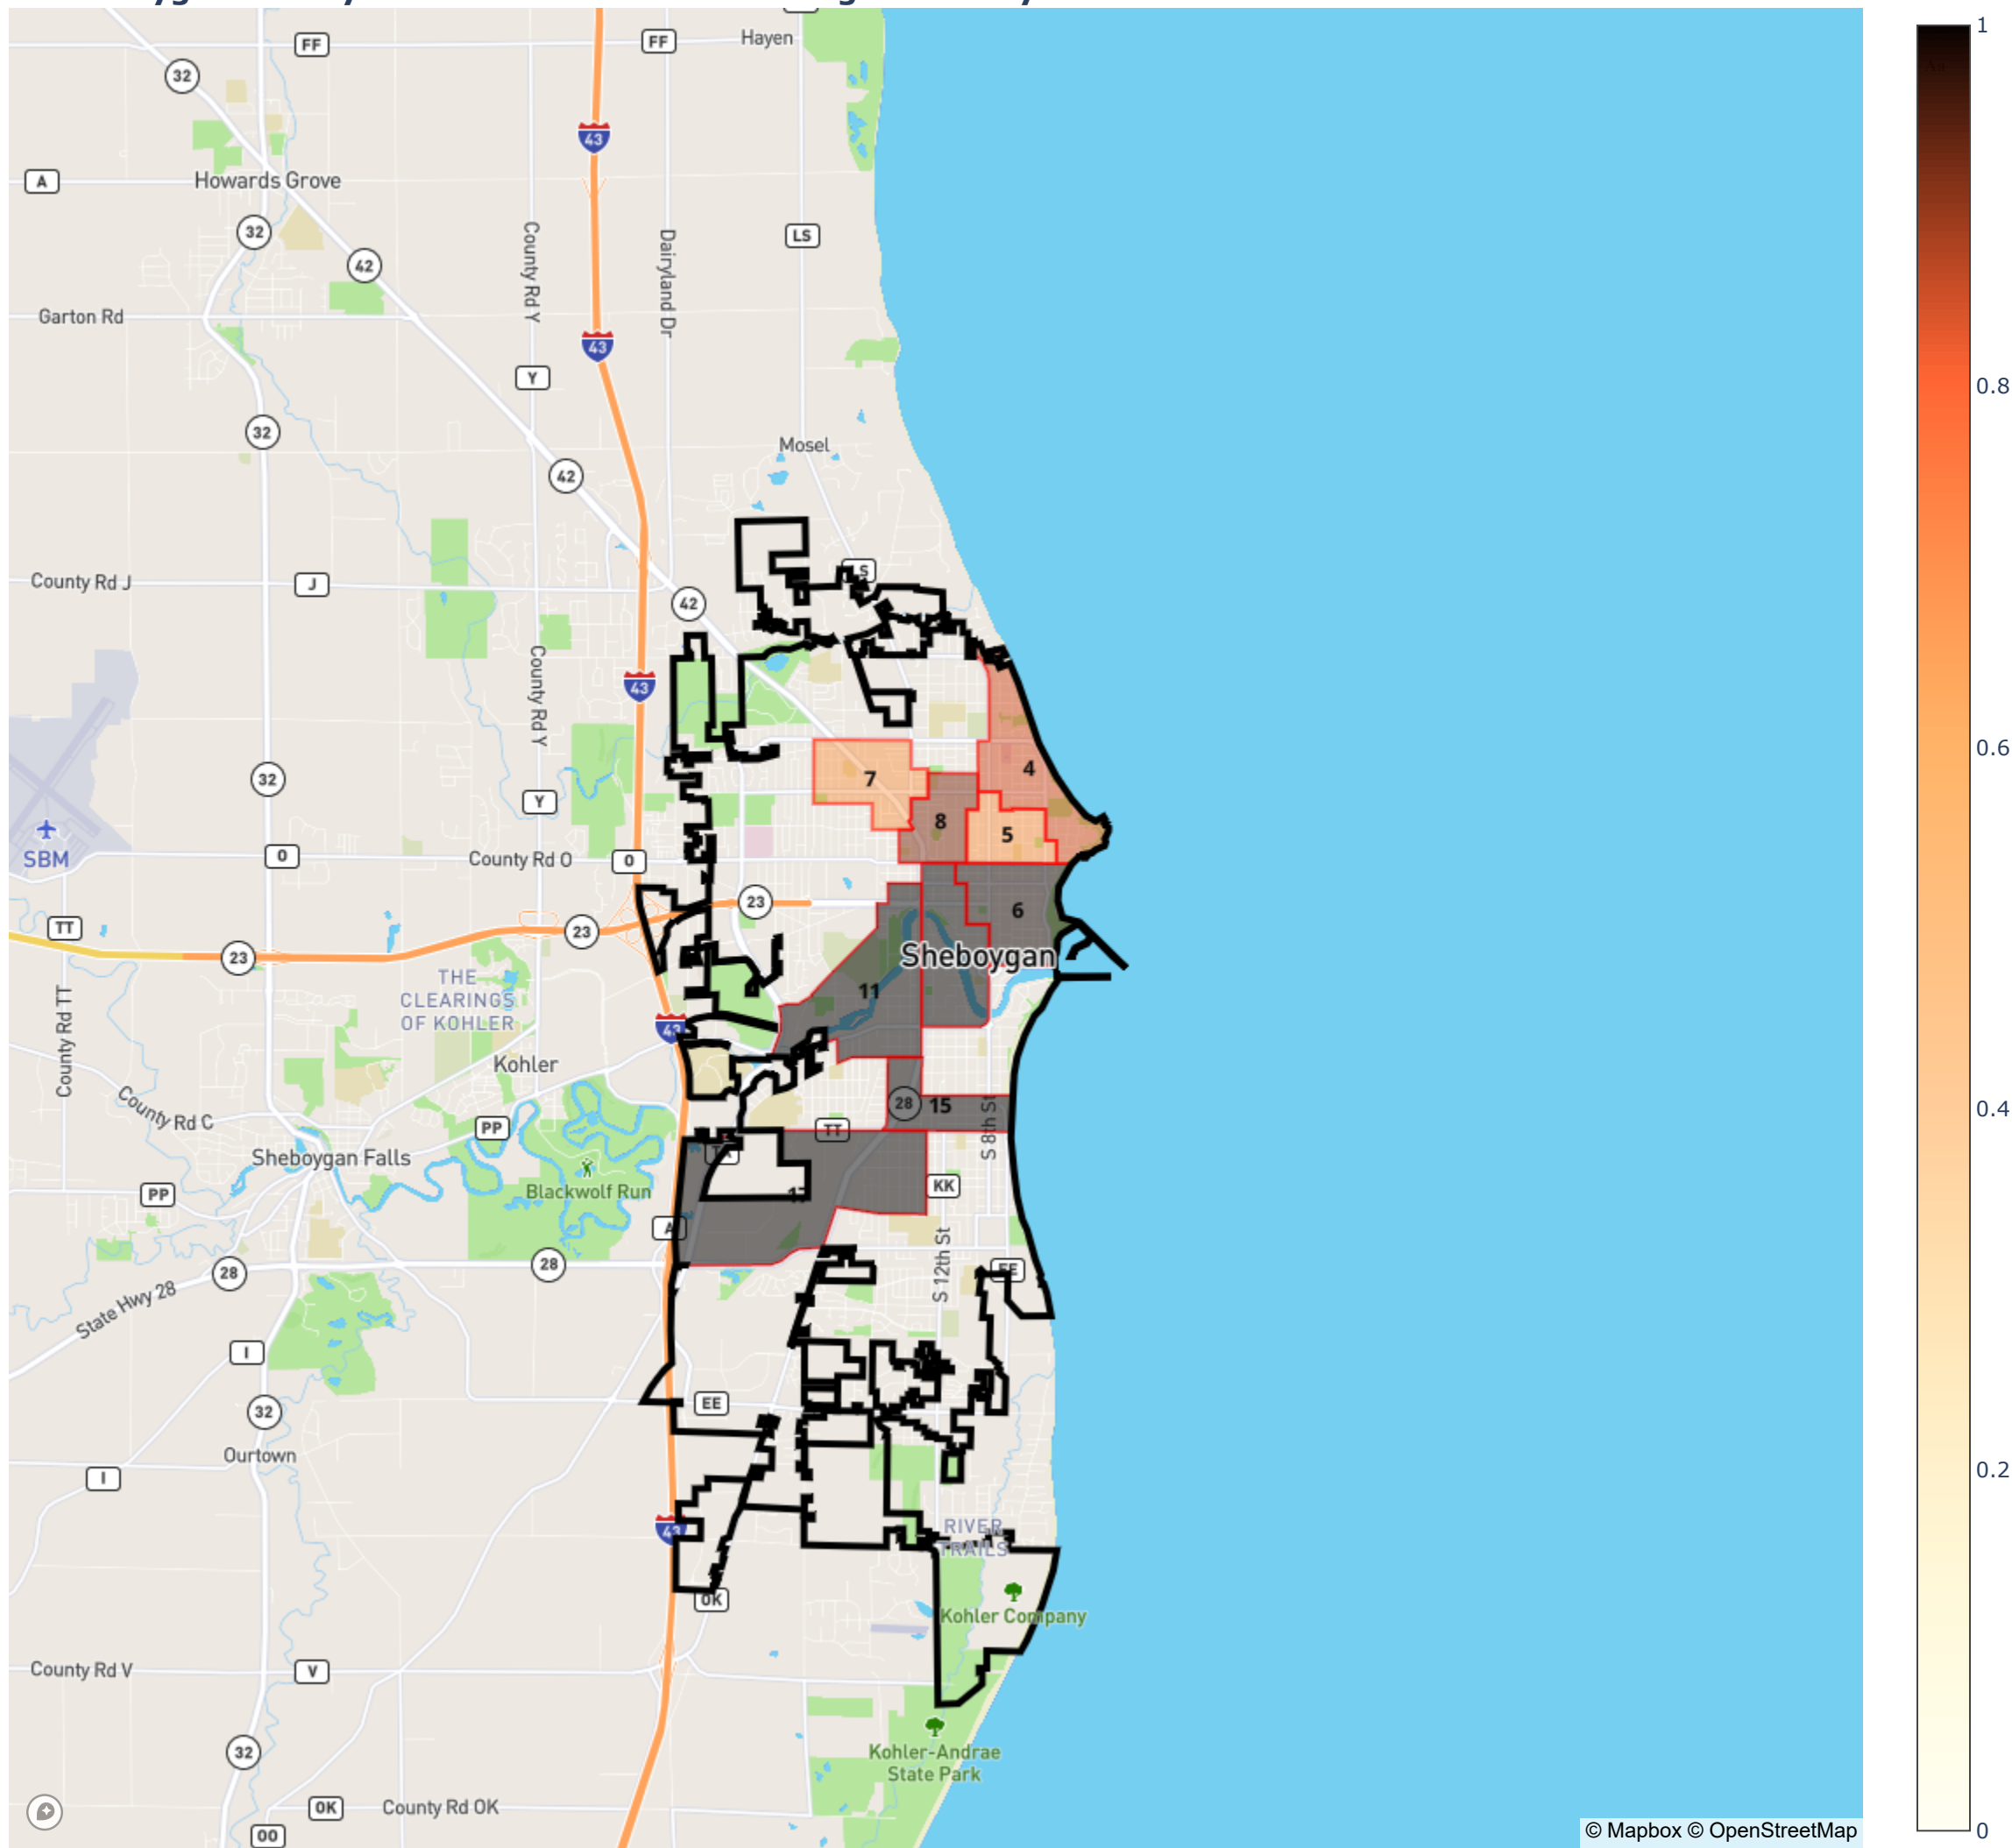 FF
FF
Hayen
32
43
A
Howards Grove
32
42
County Rd Y
Dairyland Dr
LS
Garton Rd
43
Y
32
Mosel
42
County Rd J
J
LS
42
County Rd Y
43
32
7
4
Y
8
5
SBM
0
County Rd O
0
TT
23
23
23
6
Sheboygan
THE
CLEARINGS
OF KOHLER
11
County Rd TT
43
Kohler
County Rd C
28
15
S 8th St
PP
TT
Sheboygan Falls
PP
Blackwolf Run
KK
A
28
28
State Hwy 28
S 12th St
EE
I
EE
32
Ourtown
I
43
RIVER
TRAILS
OK
Kohler Company
County Rd V
V
32
Kohler-Andrae
State Park
OK
County Rd OK
OO
© Mapbox © OpenStreetMap
1
0.8
0.6
0.4
0.2
0